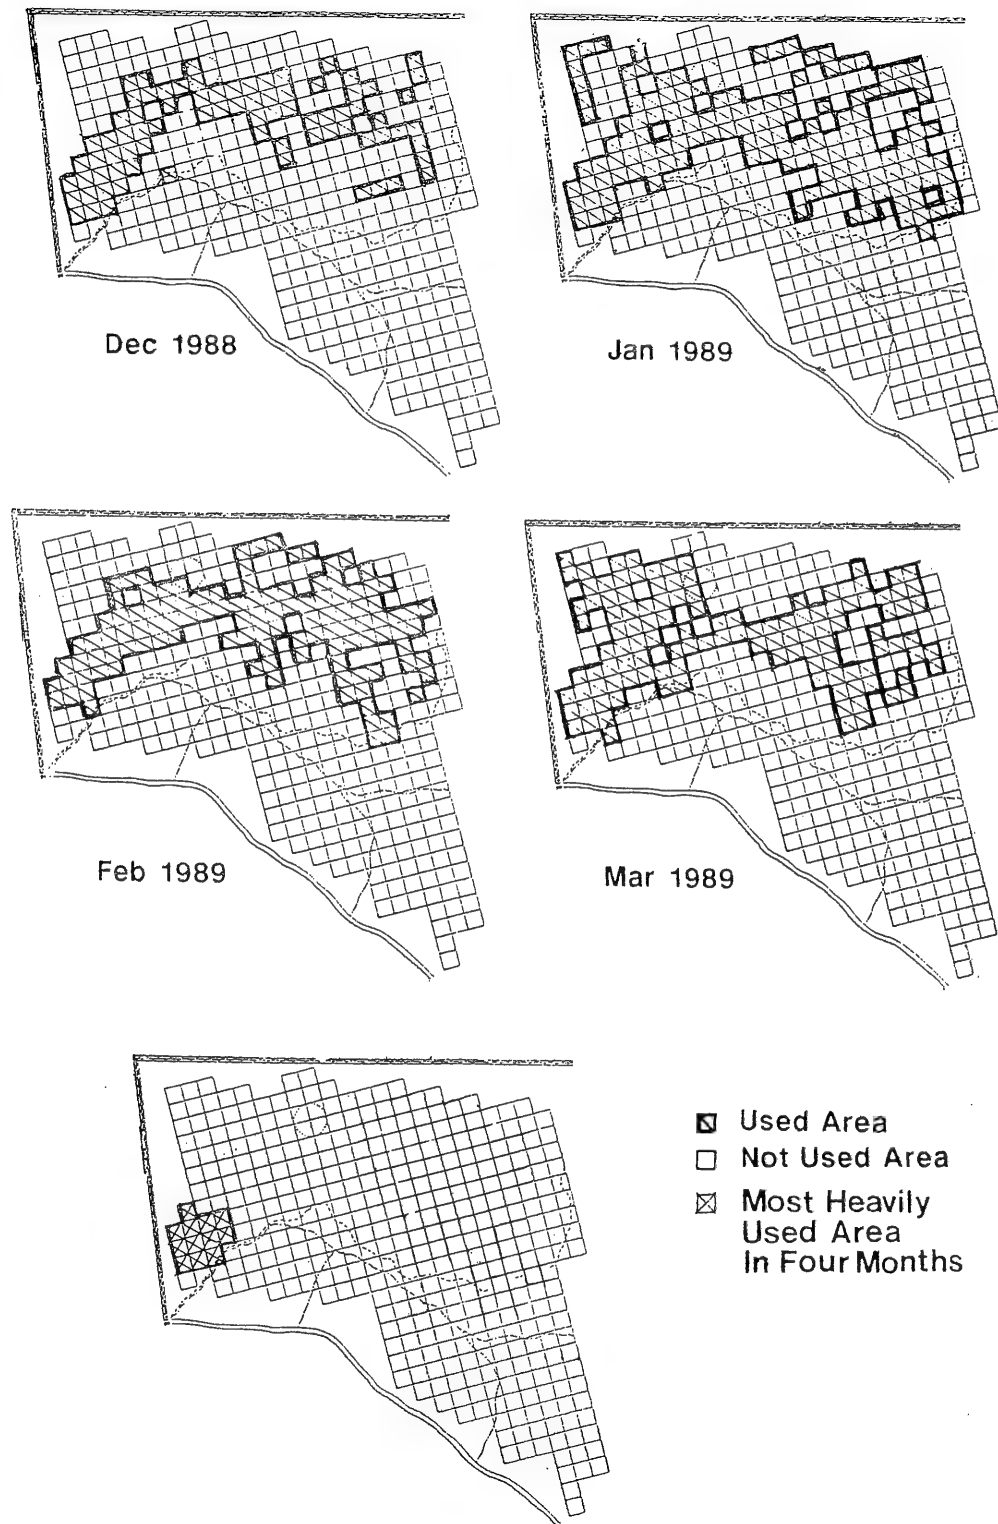 Dec 1988
Jan 1989
Feb 1989
Mar 1989
Used Area
Not Used Area
Most Heavily
Used Area
In Four Months